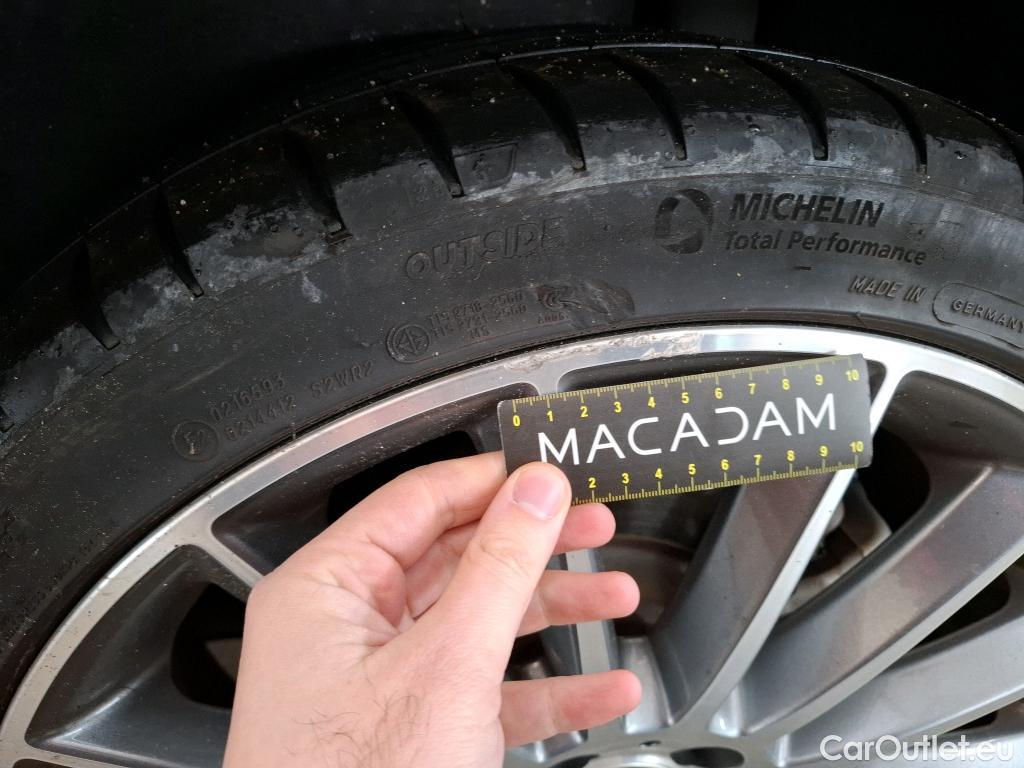 MICHELIN
Total Performance
OUTSIDE
MADE IN
GERMANY
0 1 2 3 4 5 6 7 8 9 10
MACADAM
2 3 4 5 6 7 8 9 10
S2WR2
CarOutlet.eu